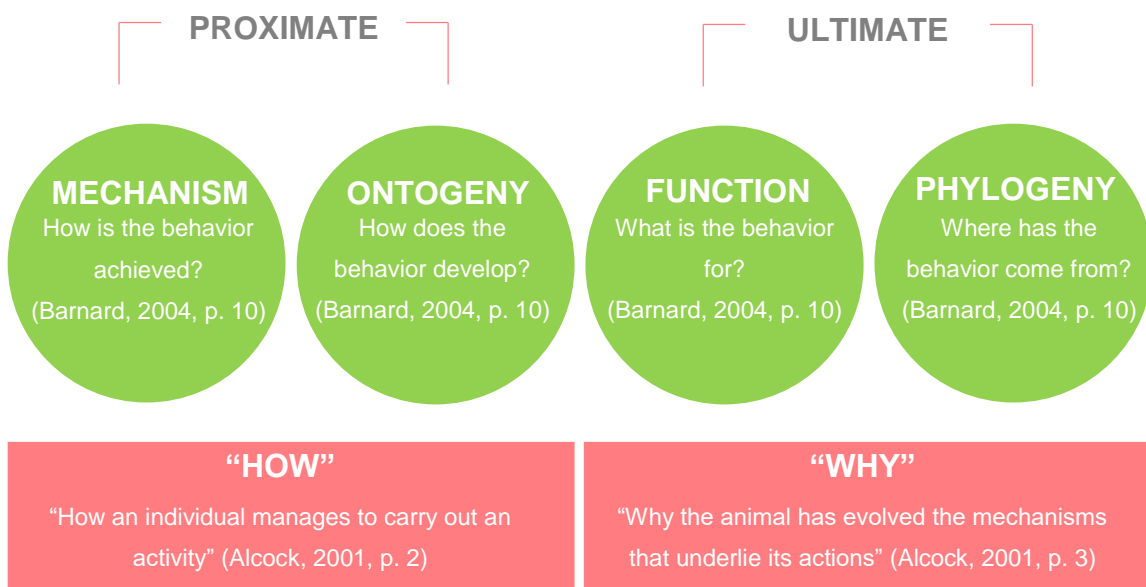 PROXIMATE
ULTIMATE
MECHANISM
How is the behavior
achieved?
(Barnard, 2004, p. 10)
ONTOGENY
How does the
behavior develop?
(Barnard, 2004, p. 10)
FUNCTION
What is the behavior
for?
(Barnard, 2004, p. 10)
PHYLOGENY
Where has the
behavior come from?
(Barnard, 2004, p. 10)
“HOW”
“How an individual manages to carry out an
activity” (Alcock, 2001, p. 2)
“WHY”
“Why the animal has evolved the mechanisms
that underlie its actions” (Alcock, 2001, p. 3)